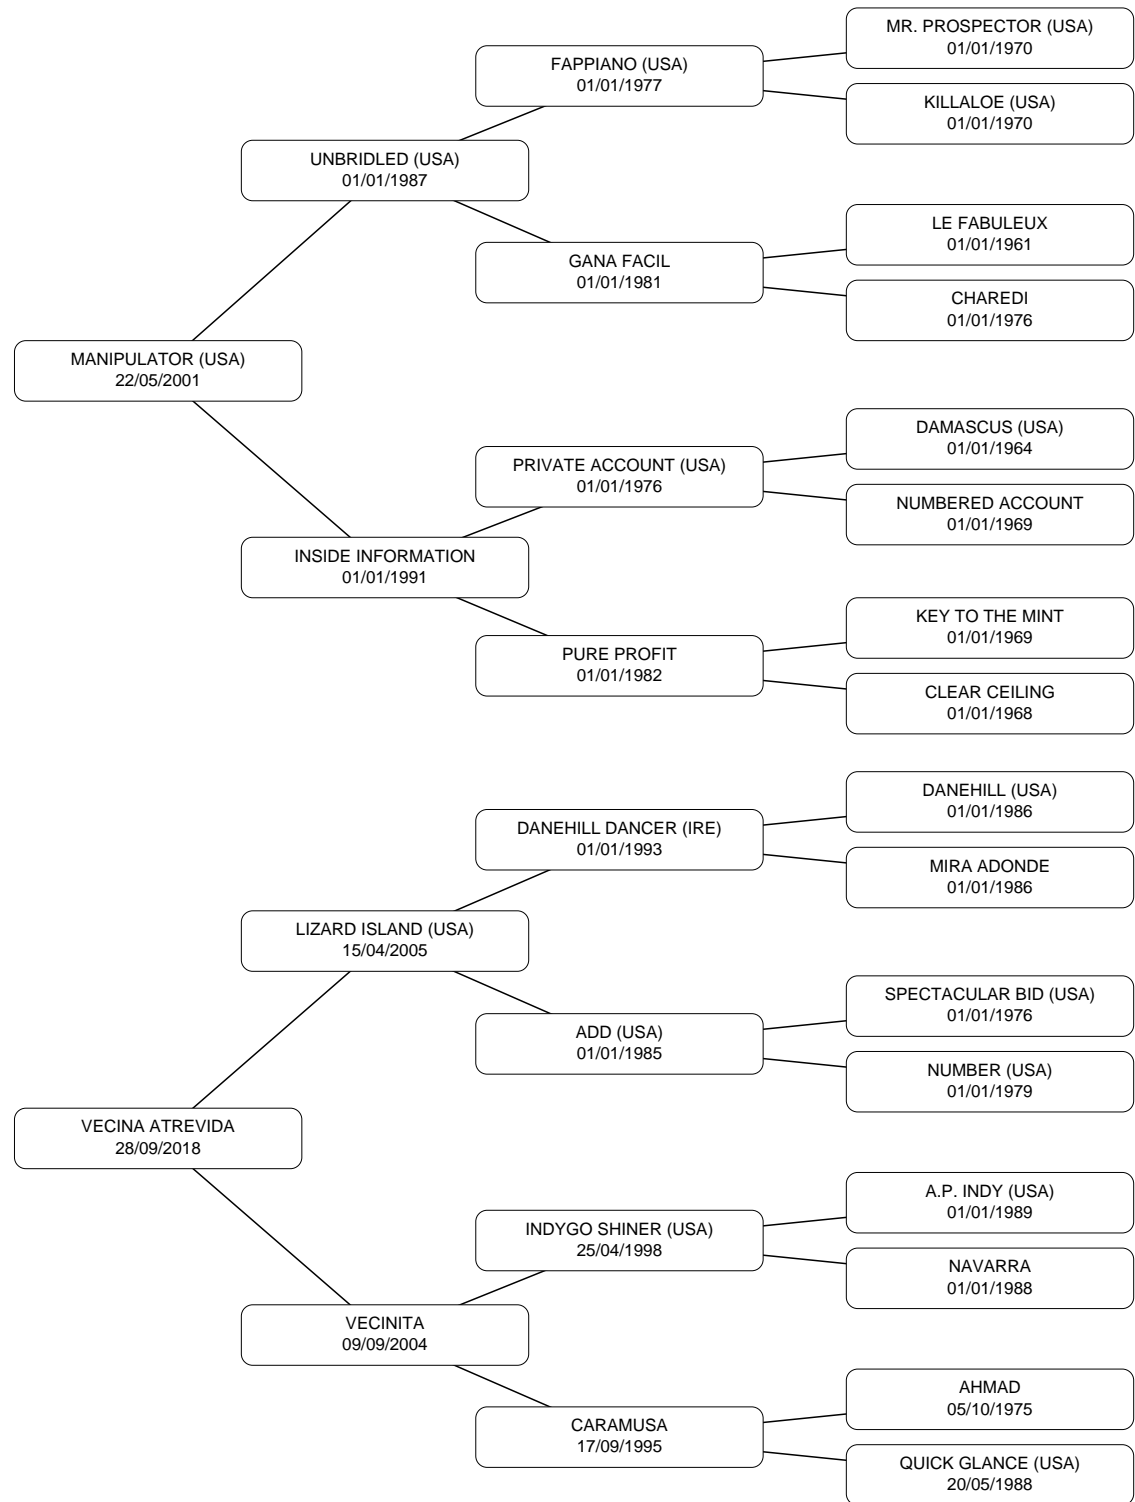 MR. PROSPECTOR (USA)
01/01/1970
FAPPIANO (USA)
01/01/1977
KILLALOE (USA)
01/01/1970
UNBRIDLED (USA)
01/01/1987
LE FABULEUX
01/01/1961
GANA FACIL
01/01/1981
CHAREDI
01/01/1976
MANIPULATOR (USA)
22/05/2001
DAMASCUS (USA)
01/01/1964
PRIVATE ACCOUNT (USA)
01/01/1976
NUMBERED ACCOUNT
01/01/1969
INSIDE INFORMATION
01/01/1991
KEY TO THE MINT
01/01/1969
PURE PROFIT
01/01/1982
CLEAR CEILING
01/01/1968
DANEHILL (USA)
01/01/1986
DANEHILL DANCER (IRE)
01/01/1993
MIRA ADONDE
01/01/1986
LIZARD ISLAND (USA)
15/04/2005
SPECTACULAR BID (USA)
01/01/1976
ADD (USA)
01/01/1985
NUMBER (USA)
01/01/1979
VECINA ATREVIDA
28/09/2018
A.P. INDY (USA)
01/01/1989
INDYGO SHINER (USA)
25/04/1998
NAVARRA
01/01/1988
VECINITA
09/09/2004
AHMAD
05/10/1975
CARAMUSA
17/09/1995
QUICK GLANCE (USA)
20/05/1988